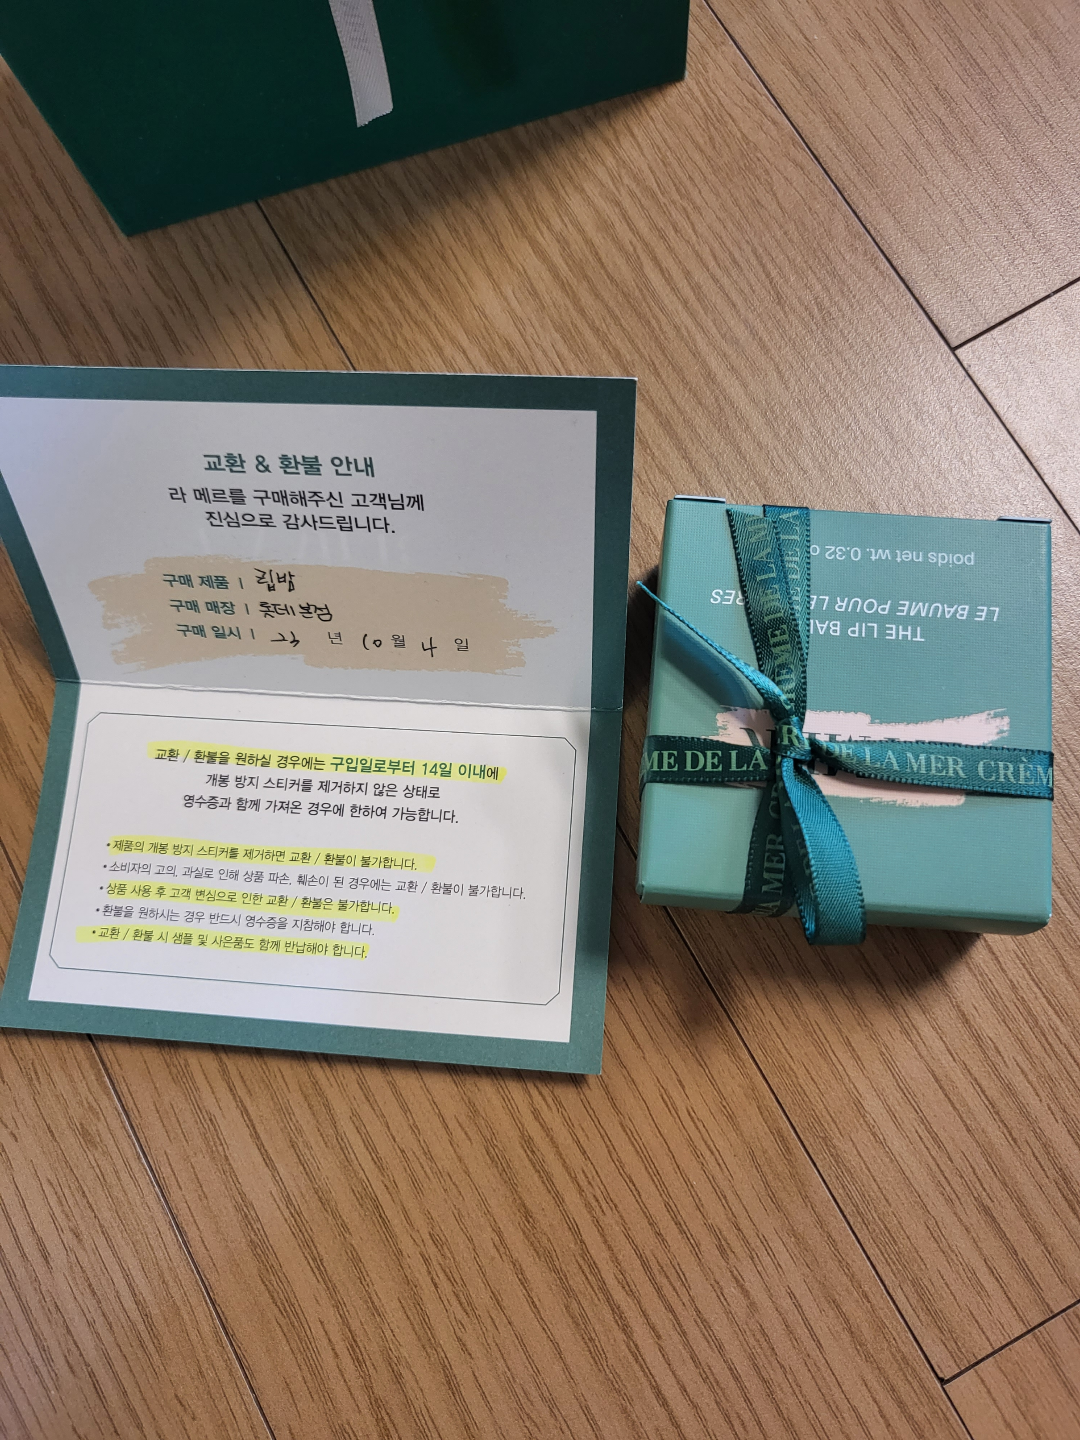 교환 & 환불 안내
라 메르를 구매해주신 고객님께
진심으로 감사드립니다.
구매 제품 | 립밤
구매 매장 | 롯데본점
구매 일시 | 년 10 월 4 일
교환 / 환불을 원하실 경우에는 구입일로부터 14일 이내에
개봉 방지 스티커를 제거하지 않은 상태로
영수증과 함께 가져온 경우에 한하여 가능합니다.
• 제품의 개봉 방지 스티커를 제거하면 교환 / 환불이 불가합니다.
• 소비자의 고의, 과실로 인해 상품 파손, 훼손이 된 경우에는 교환 / 환불이 불가합니다.
• 상품 사용 후 고객 변심으로 인한 교환 / 환불은 불가합니다.
• 환불을 원하시는 경우 반드시 영수증을 지참해야 합니다.
• 교환 / 환불 시 샘플 및 사은품도 함께 반납해야 합니다.
THE LIP BA
LE BAUME POUR LE RES
poids net wt. 0.32 o
ME DE LA DE LA MER CRÈM